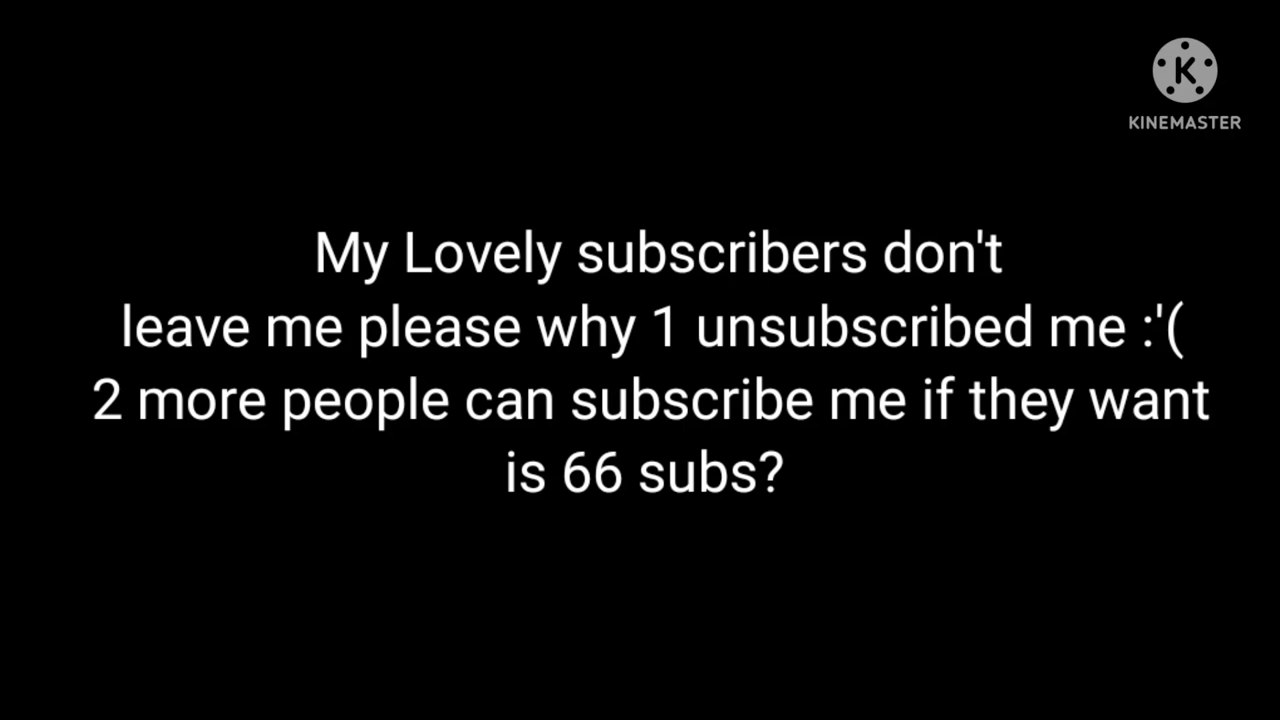 KINEMASTER
My Lovely subscribers don't
leave me please why 1 unsubscribed me :'(
2 more people can subscribe me if they want
is 66 subs?